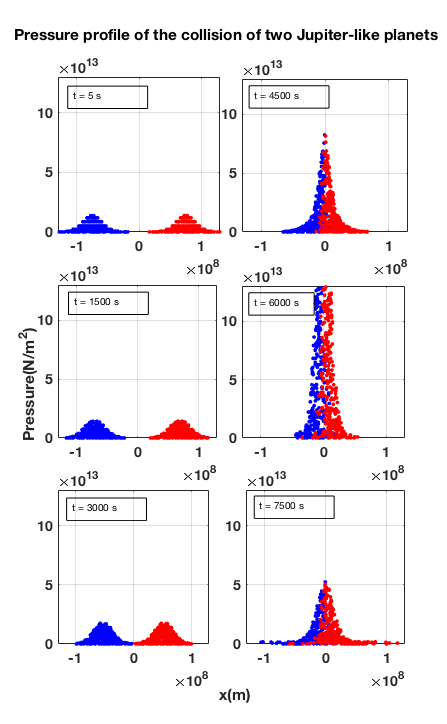 Pressure profile of the collision of two Jupiter-like planets
×10^13
t = 5 s
10
5
0
-1 0 1
×10^8
×10^13
t = 4500 s
10
5
0
-1 0 1
×10^8
×10^13
t = 1500 s
10
5
0
-1 0 1
×10^8
×10^13
t = 6000 s
10
5
0
-1 0 1
×10^8
Pressure(N/m^2)
×10^13
t = 3000 s
10
5
0
-1 0 1
×10^8
×10^13
t = 7500 s
10
5
0
-1 0 1
×10^8
x(m)